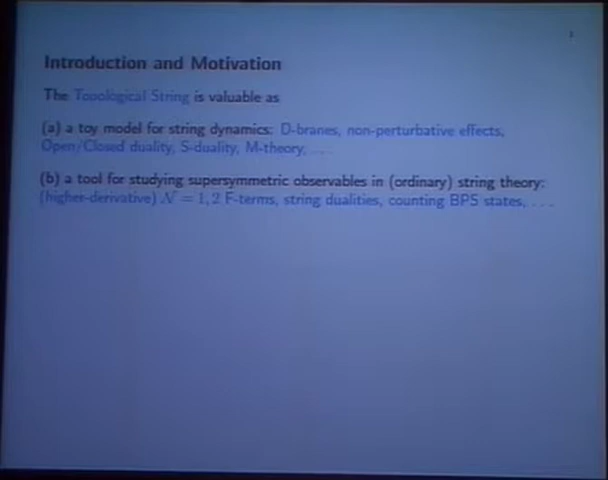 Introduction and Motivation
The Topological String is valuable as
(a) a toy model for string dynamics: D-branes, non-perturbative effects,
Open/Closed duality, S-duality, M-theory, ...
(b) a tool for studying supersymmetric observables in (ordinary) string theory:
(higher-derivative) N = 1, 2 F-terms, string dualities, counting BPS states, ...